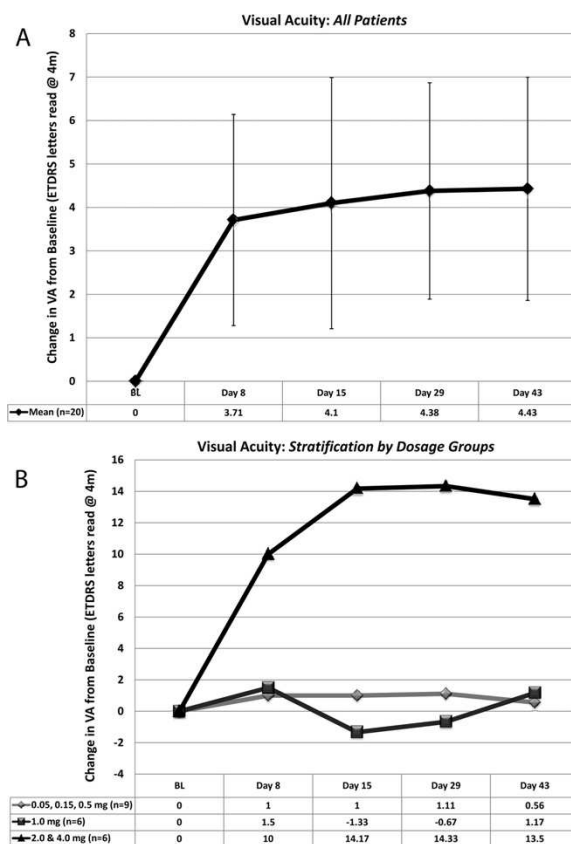 A
Visual Acuity: All Patients
Change in VA from Baseline (ETDRS letters read @ 4m)
8
7
6
5
4
3
2
1
0
BL Day 8 Day 15 Day 29 Day 43
Mean (n=20) 0 3.71 4.1 4.38 4.43
B
Visual Acuity: Stratification by Dosage Groups
Change in VA from Baseline (ETDRS letters read @ 4m)
16
14
12
10
8
6
4
2
0
-2
-4
BL Day 8 Day 15 Day 29 Day 43
0.05, 0.15, 0.5 mg (n=9) 0 1 1 1.11 0.56
1.0 mg (n=6) 0 1.5 -1.33 -0.67 1.17
2.0 & 4.0 mg (n=6) 0 10 14.17 14.33 13.5